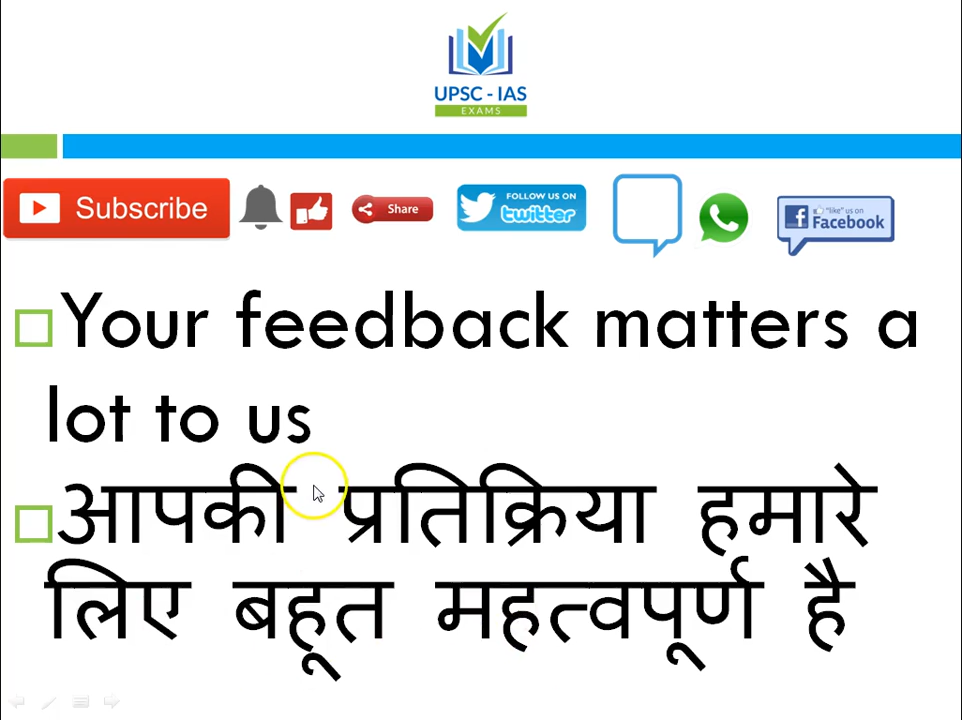 UPSC - IAS
EXAMS
Subscribe
Share
FOLLOW US ON
twitter
"like" us on
Facebook
Your feedback matters a
lot to us
आपकी प्रतिक्रिया हमारे
लिए बहूत महत्वपूर्ण है